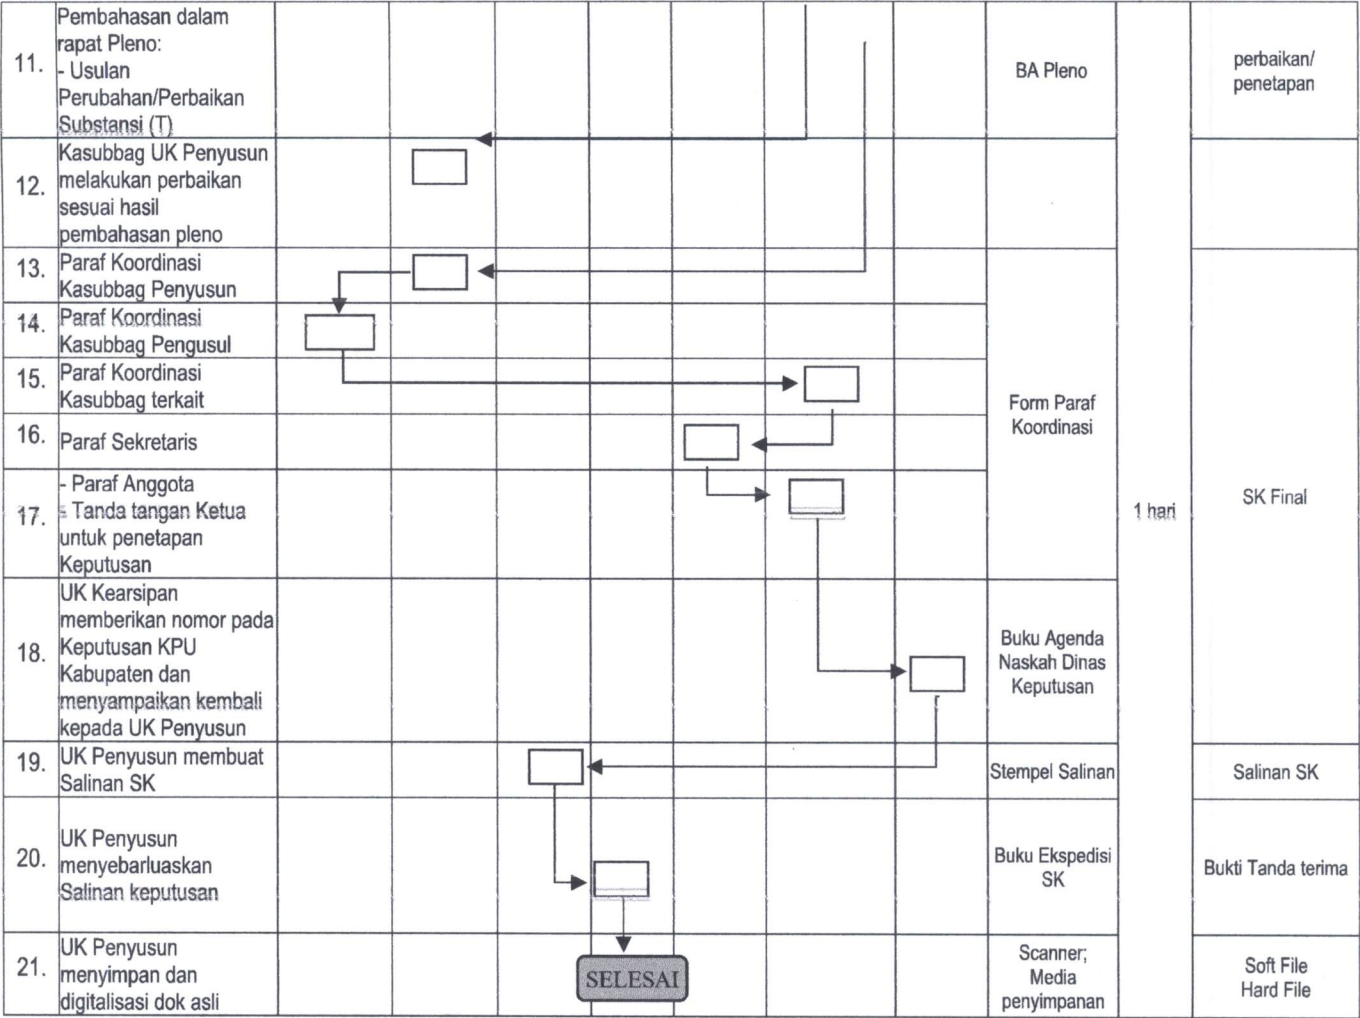 11.
Pembahasan dalam
rapat Pleno:
- Usulan
Perubahan/Perbaikan
Substansi (T)
BA Pleno
perbaikan/
penetapan
12.
Kasubbag UK Penyusun
melakukan perbaikan
sesuai hasil
pembahasan pleno
13.
Paraf Koordinasi
Kasubbag Penyusun
14.
Paraf Koordinasi
Kasubbag Pengusul
15.
Paraf Koordinasi
Kasubbag terkait
16.
Paraf Sekretaris
17.
- Paraf Anggota
- Tanda tangan Ketua
untuk penetapan
Keputusan
Form Paraf
Koordinasi
1 hari
SK Final
18.
UK Kearsipan
memberikan nomor pada
Keputusan KPU
Kabupaten dan
menyampaikan kembali
kepada UK Penyusun
Buku Agenda
Naskah Dinas
Keputusan
19.
UK Penyusun membuat
Salinan SK
Stempel Salinan
Salinan SK
20.
UK Penyusun
menyebarluaskan
Salinan keputusan
Buku Ekspedisi
SK
Bukti Tanda terima
21.
UK Penyusun
menyimpan dan
digitalisasi dok asli
SELESAI
Scanner;
Media
penyimpanan
Soft File
Hard File